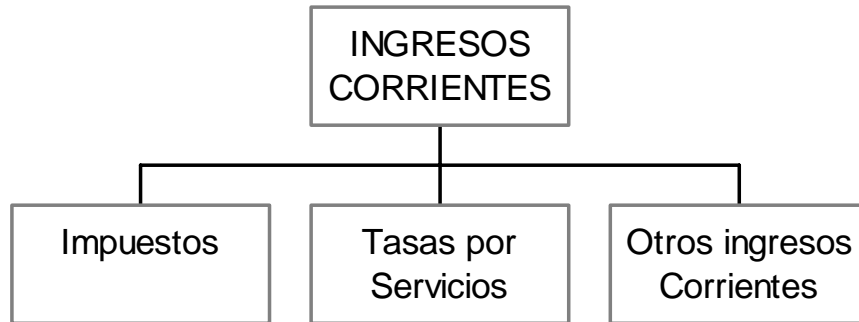 INGRESOS
CORRIENTES
Impuestos
Tasas por
Servicios
Otros ingresos
Corrientes